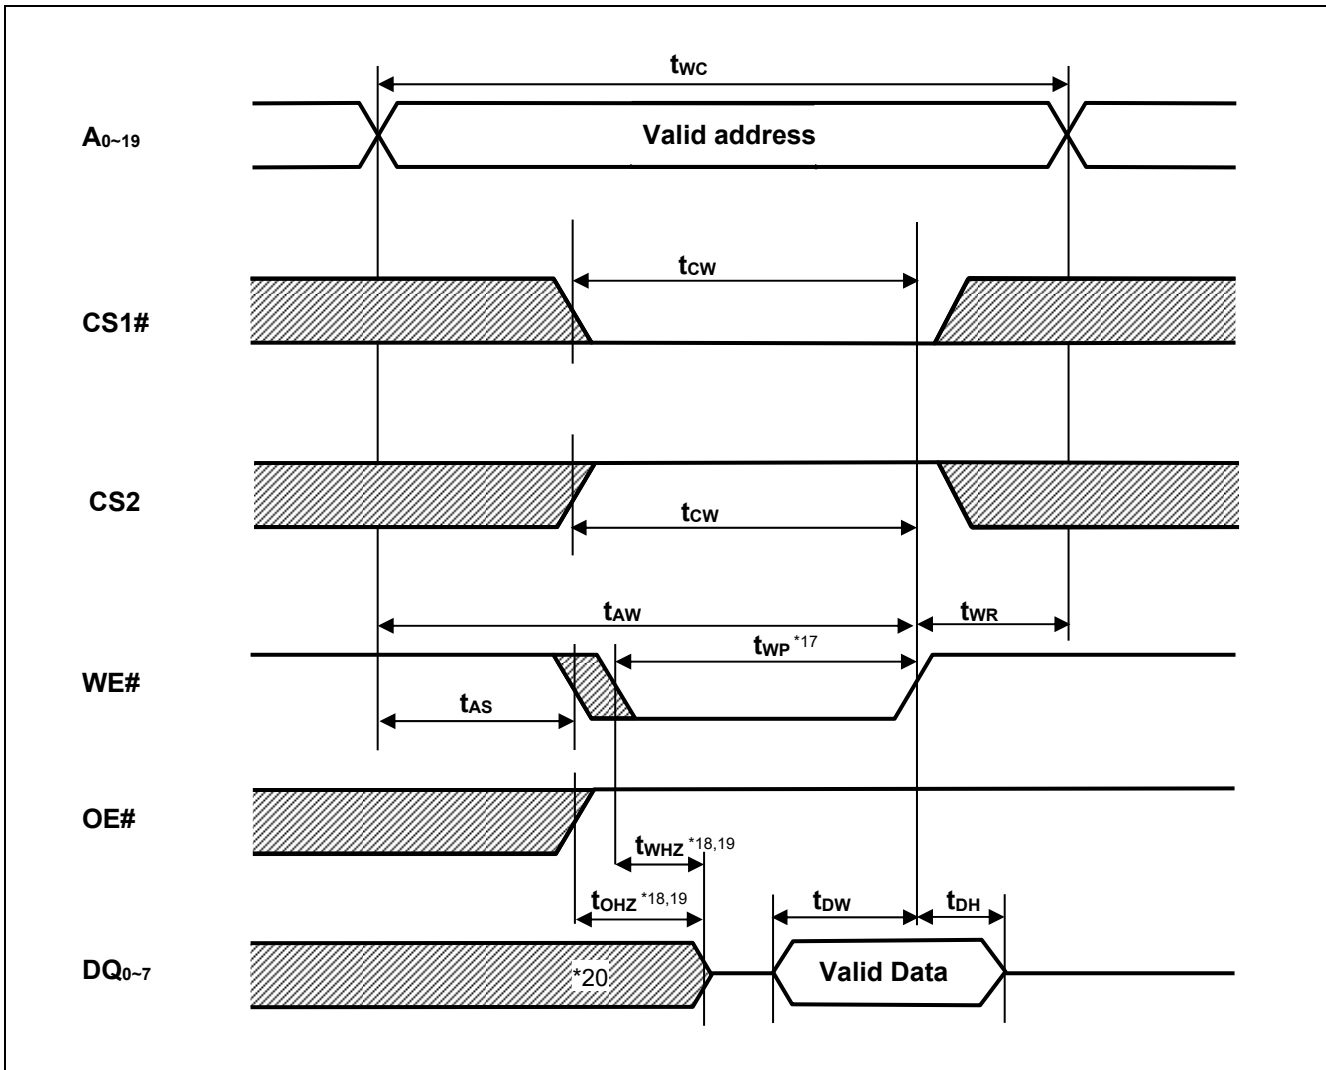 tWC
A0~19 Valid address
tCW
CS1#
CS2
tCW
tAW tWR
tWP *17
WE#
tAS
OE#
tWHZ *18,19
tOHZ *18,19 tDW tDH
DQ0~7 *20 Valid Data